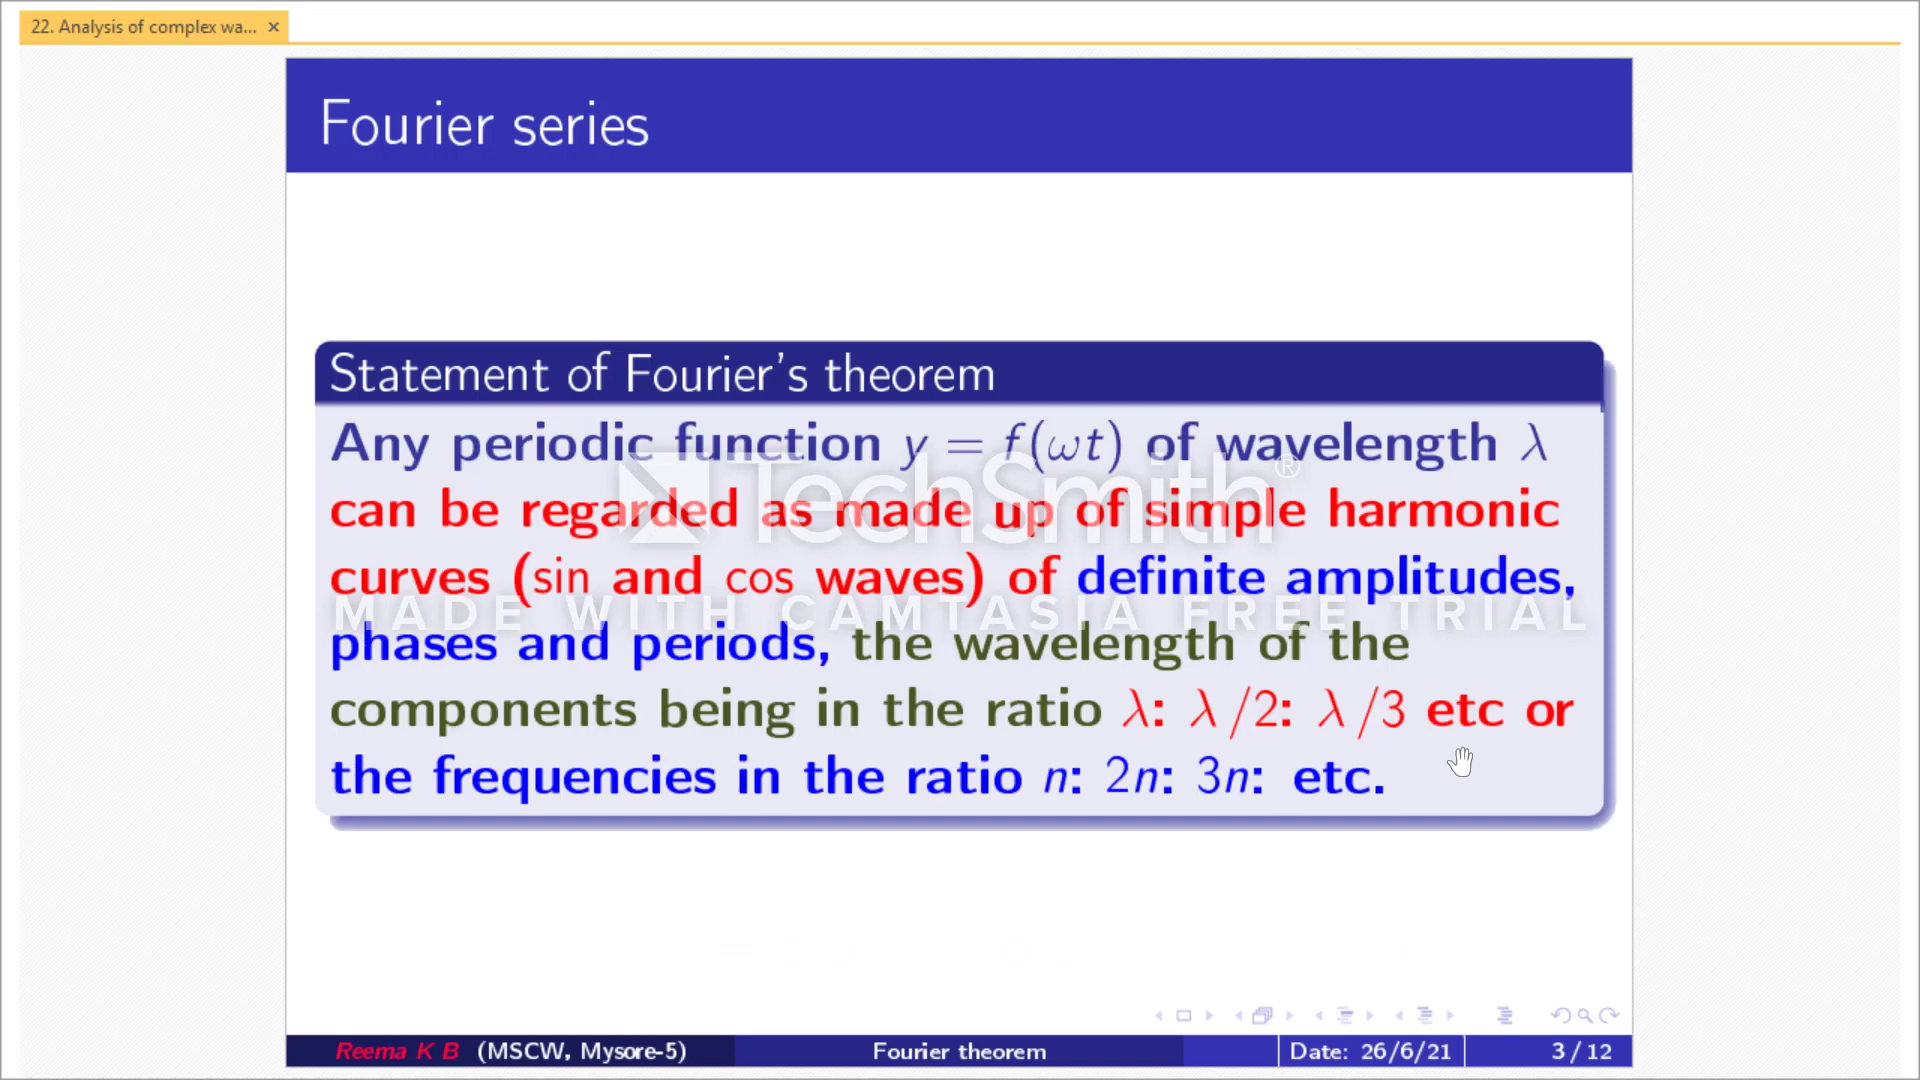 22. Analysis of complex wa... ×
Fourier series
Statement of Fourier's theorem
Any periodic function y = f(ωt) of wavelength λ
can be regarded as made up of simple harmonic
curves (sin and cos waves) of definite amplitudes,
phases and periods, the wavelength of the
components being in the ratio λ: λ/2: λ/3 etc or
the frequencies in the ratio n: 2n: 3n: etc.
TechSmith®
MADE WITH CAMTASIA FREE TRIAL
Reema K B (MSCW, Mysore-5) Fourier theorem Date: 26/6/21 3 / 12